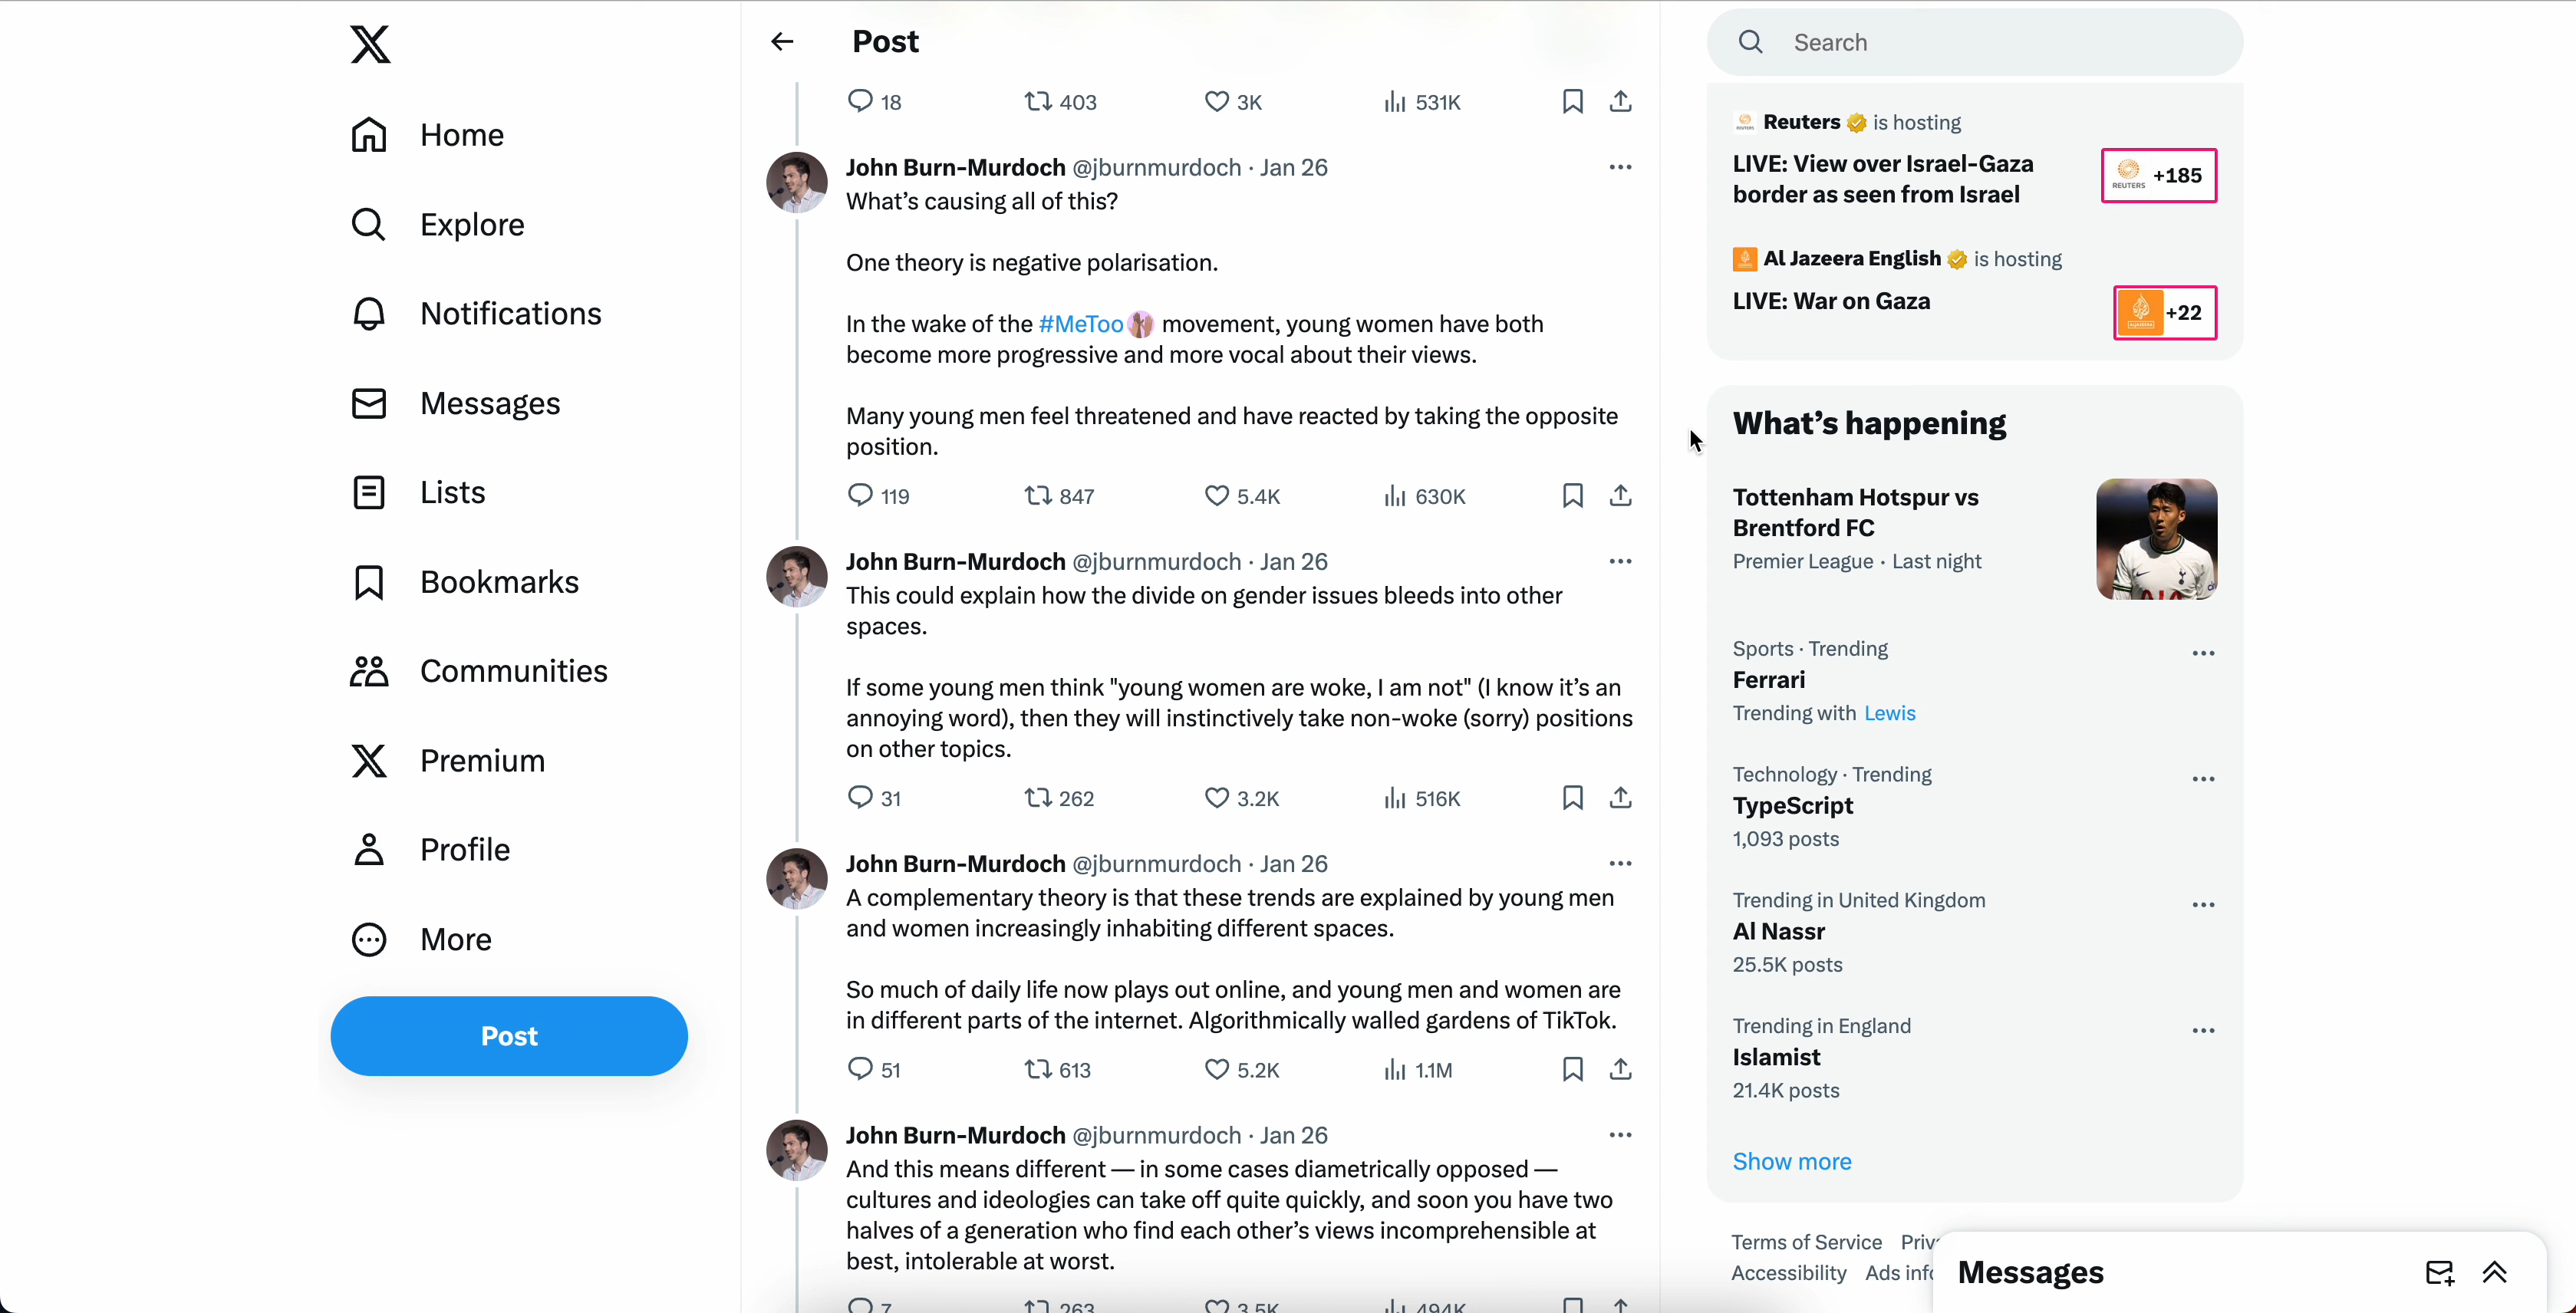 Home
Explore
Notifications
Messages
Lists
Bookmarks
Communities
Premium
Profile
More
Post
Post
18 403 3K 531K
John Burn-Murdoch @jburnmurdoch · Jan 26
What’s causing all of this?
One theory is negative polarisation.
In the wake of the #MeToo movement, young women have both
become more progressive and more vocal about their views.
Many young men feel threatened and have reacted by taking the opposite
position.
119 847 5.4K 630K
John Burn-Murdoch @jburnmurdoch · Jan 26
This could explain how the divide on gender issues bleeds into other
spaces.
If some young men think "young women are woke, I am not" (I know it’s an
annoying word), then they will instinctively take non-woke (sorry) positions
on other topics.
31 262 3.2K 516K
John Burn-Murdoch @jburnmurdoch · Jan 26
A complementary theory is that these trends are explained by young men
and women increasingly inhabiting different spaces.
So much of daily life now plays out online, and young men and women are
in different parts of the internet. Algorithmically walled gardens of TikTok.
51 613 5.2K 1.1M
John Burn-Murdoch @jburnmurdoch · Jan 26
And this means different — in some cases diametrically opposed —
cultures and ideologies can take off quite quickly, and soon you have two
halves of a generation who find each other’s views incomprehensible at
best, intolerable at worst.
7 263 3.5K 494K
Search
Reuters is hosting
LIVE: View over Israel-Gaza
border as seen from Israel
REUTERS +185
Al Jazeera English is hosting
LIVE: War on Gaza
+22
What’s happening
Tottenham Hotspur vs
Brentford FC
Premier League · Last night
Sports · Trending
Ferrari
Trending with Lewis
Technology · Trending
TypeScript
1,093 posts
Trending in United Kingdom
Al Nassr
25.5K posts
Trending in England
Islamist
21.4K posts
Show more
Terms of Service
Accessibility Ads
Messages